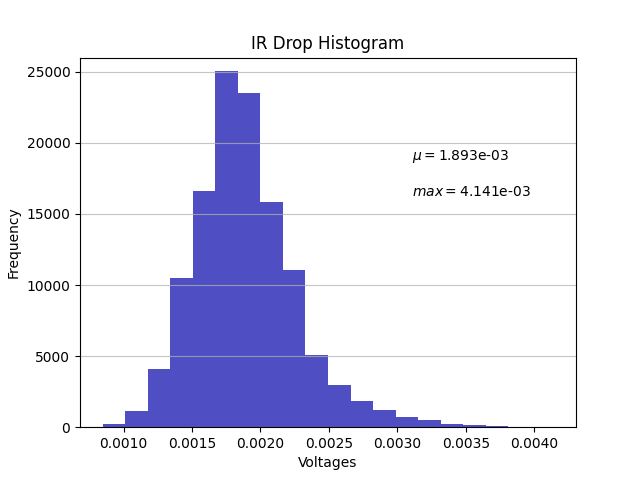 IR Drop Histogram
25000
20000
15000
10000
5000
0
Frequency
μ = 1.893e-03
max = 4.141e-03
0.0010 0.0015 0.0020 0.0025 0.0030 0.0035 0.0040
Voltages